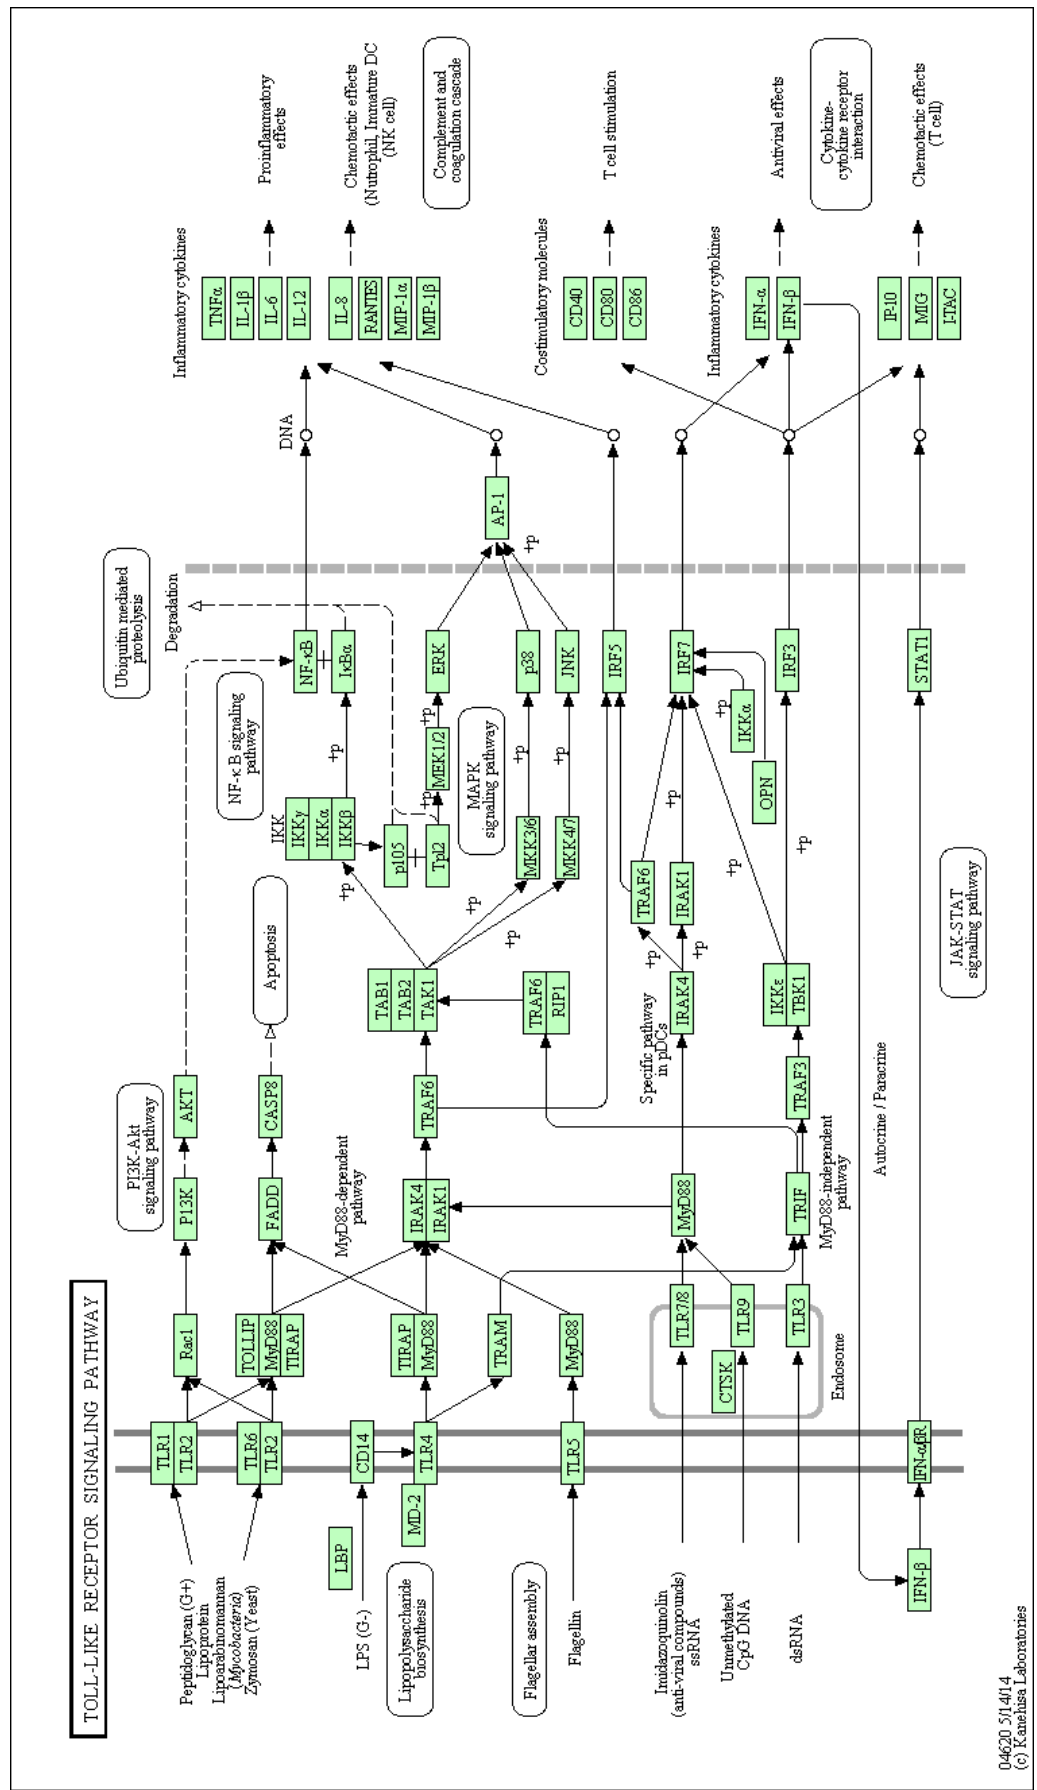 TOLL-LIKE RECEPTOR SIGNALING PATHWAY
Peptidoglycan (G+)
Lipoprotein
Lipoarabinomannan
(Mycobacteria)
Zymosan (Yeast)
LBP
LPS (G-)
Lipopolysaccharide
biosynthesis
Flagellar assembly
Flagellin
Imidazoquinolin
(anti-viral compounds)
ssRNA
Unmethylated
CpG DNA
dsRNA
IFN-β
TLR1
TLR2
TLR6
TLR2
CD14
MD-2
TLR4
TLR5
IFN-αβR
Rac1
TOLLIP
MyD88
TIRAP
TIRAP
MyD88
TRAM
MyD88
TLR7/8
CTSK
TLR9
TLR3
Endosome
PI3K-Akt
signaling pathway
P13K
AKT
FADD
CASP8
Apoptosis
MyD88-dependent
pathway
IRAK4
IRAK1
TRAF6
TAB1
TAB2
TAK1
TRAF6
RIP1
MyD88
Specific pathway
in pDCs
IRAK4
+p
+p
TRAF6
IRAK1
+p
TRIF
MyD88-independent
pathway
TRAF3
IKKε
TBK1
+p
+p
Autocrine / Paracrine
JAK-STAT
signaling pathway
Ubiquitin mediated
proteolysis
Degradation
NF-κ B signaling
pathway
IKK
IKKγ
IKKα
IKKβ
+p
+p
NF-κB
IκBα
p105
Tpl2
+p
MEK1/2
+p
ERK
MAPK
signaling pathway
+p
+p
MKK3/6
MKK4/7
+p
+p
p38
JNK
IRF5
IRF7
+p
IKKα
OPN
IRF3
STAT1
+p
AP-1
DNA
Inflammatory cytokines
TNFα
IL-1β
IL-6
IL-12
Proinflammatory
effects
IL-8
RANTES
MIP-1α
MIP-1β
Chemotactic effects
(Nutrophil, Immature DC
(NK cell)
Complement and
coagulation cascade
Costimulatory molecules
CD40
CD80
CD86
T cell stimulation
Inflammatory cytokines
IFN-α
IFN-β
Antiviral effects
Cytokine-
cytokine receptor
interaction
IP-10
MIG
I-TAC
Chemotactic effects
(T cell)
04620 5/14/14
(c) Kanehisa Laboratories